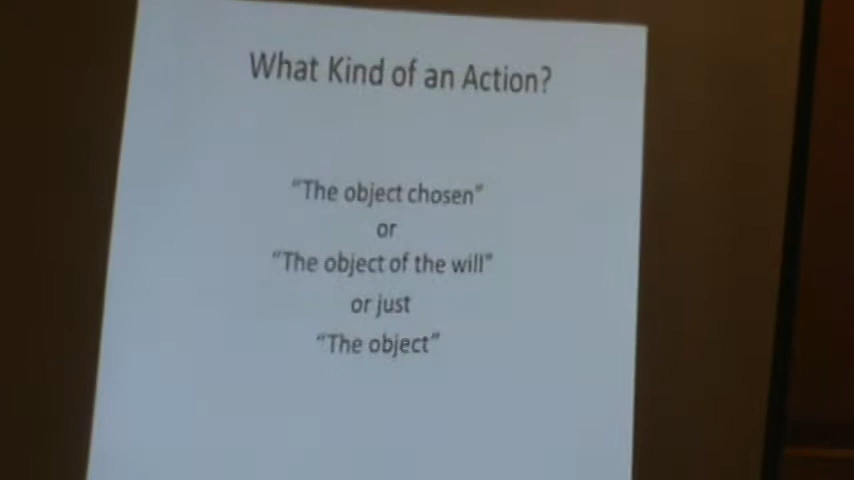 What Kind of an Action?
“The object chosen”
or
“The object of the will”
or just
“The object”